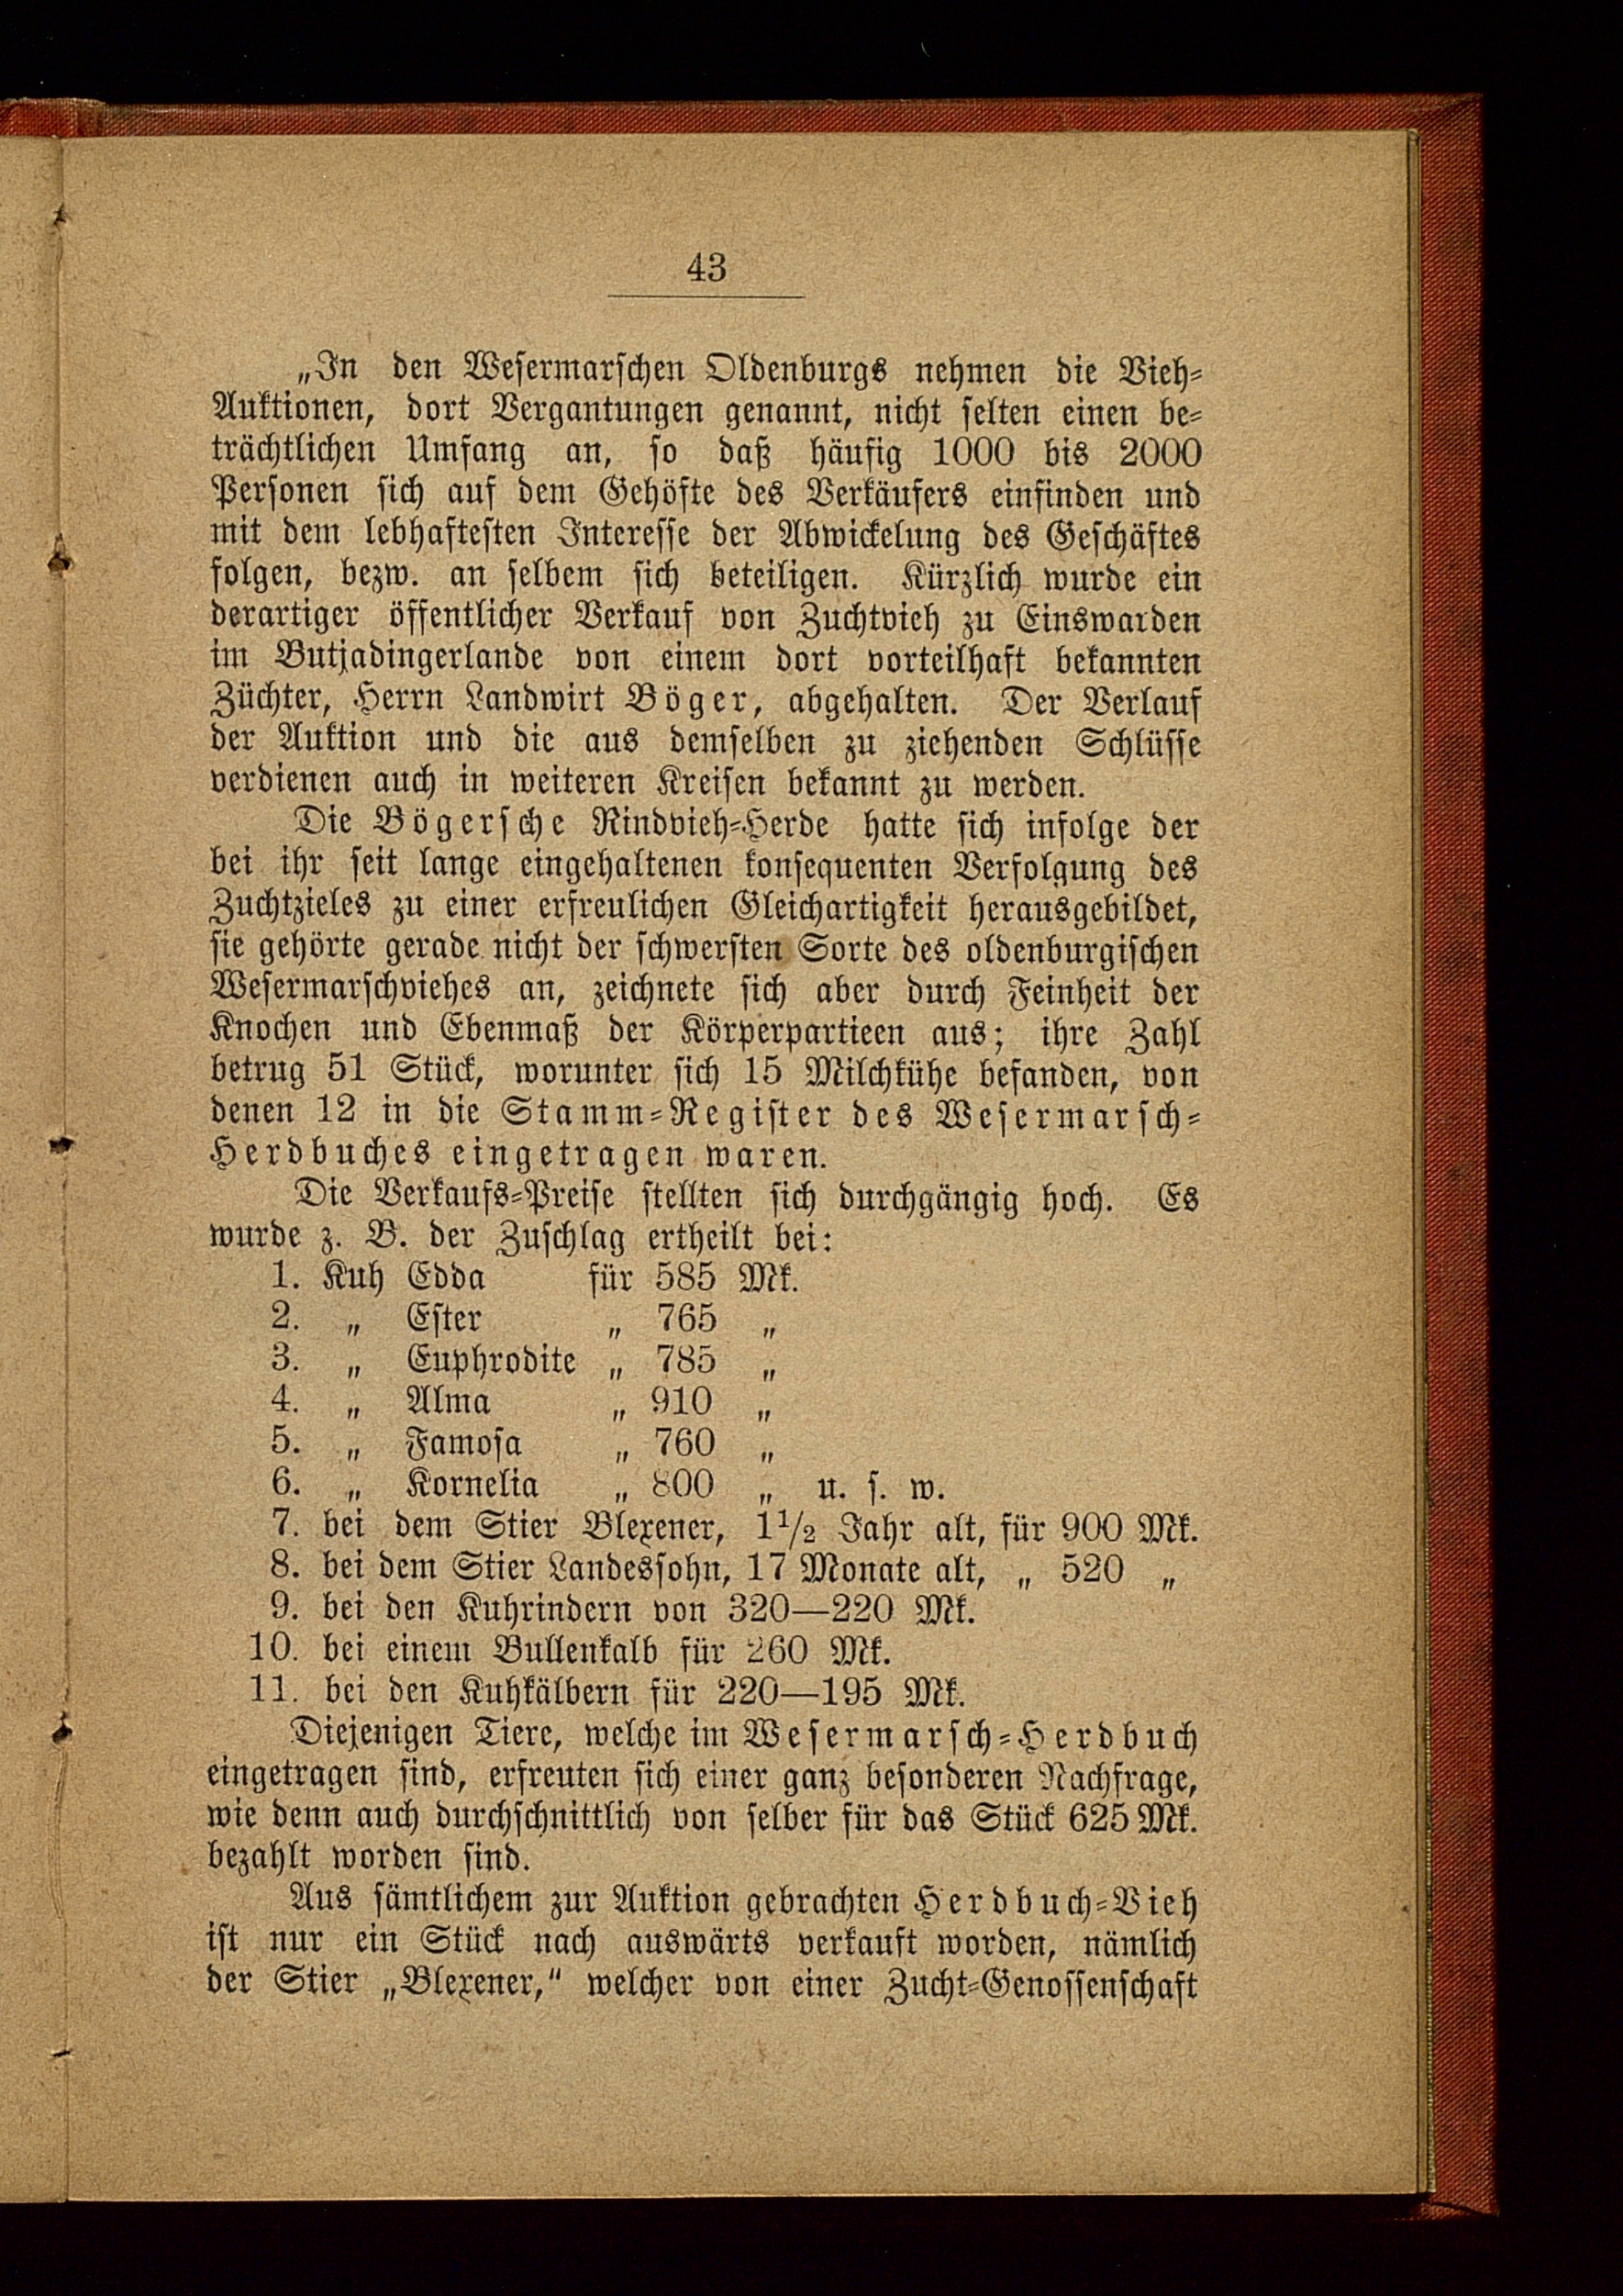 43
„In den Wesermarschen Oldenburgs nehmen die Vieh-
Auktionen, dort Vergantungen genannt, nicht selten einen be-
trächtlichen Umfang an, so daß häufig 1000 bis 2000
Personen sich auf dem Gehöfte des Verkäufers einfinden und
mit dem lebhaftesten Interesse der Abwickelung des Geschäftes
folgen, bezw. an selbem sich beteiligen. Kürzlich wurde ein
derartiger öffentlicher Verkauf von Zuchtvieh zu Einswarden
im Butjadingerlande von einem dort vorteilhaft bekannten
Züchter, Herrn Landwirt Böger, abgehalten. Der Verlauf
der Auktion und die aus demselben zu ziehenden Schlüsse
verdienen auch in weiteren Kreisen bekannt zu werden.
Die Bögersche Rindvieh-Herde hatte sich infolge der
bei ihr seit lange eingehaltenen konsequenten Verfolgung des
Zuchtzieles zu einer erfreulichen Gleichartigkeit herausgebildet,
sie gehörte gerade nicht der schwersten Sorte des oldenburgischen
Wesermarschviehes an, zeichnete sich aber durch Feinheit der
Knochen und Ebenmaß der Körperpartieen aus; ihre Zahl
betrug 51 Stück, worunter sich 15 Milchkühe befanden, von
denen 12 in die Stamm-Register des Wesermarsch-
Herdbuches eingetragen waren.
Die Verkaufs-Preise stellten sich durchgängig hoch. Es
wurde z. B. der Zuschlag ertheilt bei:
1. Kuh Edda für 585 Mk.
2. „ Ester „ 765 „
3. „ Euphrodite „ 785 „
4. „ Alma „ 910 „
5. „ Famosa „ 760 „
6. „ Kornelia „ 800 „ u. s. w.
7. bei dem Stier Blexener, 1½ Jahr alt, für 900 Mk.
8. bei dem Stier Landessohn, 17 Monate alt, „ 520 „
9. bei den Kuhrindern von 320—220 Mk.
10. bei einem Bullenkalb für 260 Mk.
11. bei den Kuhkälbern für 220—195 Mk.
Diejenigen Tiere, welche im Wesermarsch-Herdbuch
eingetragen sind, erfreuten sich einer ganz besonderen Nachfrage,
wie denn auch durchschnittlich von selber für das Stück 625 Mk.
bezahlt worden sind.
Aus sämtlichem zur Auktion gebrachten Herdbuch-Vieh
ist nur ein Stück nach auswärts verkauft worden, nämlich
der Stier „Blexener,“ welcher von einer Zucht-Genossenschaft